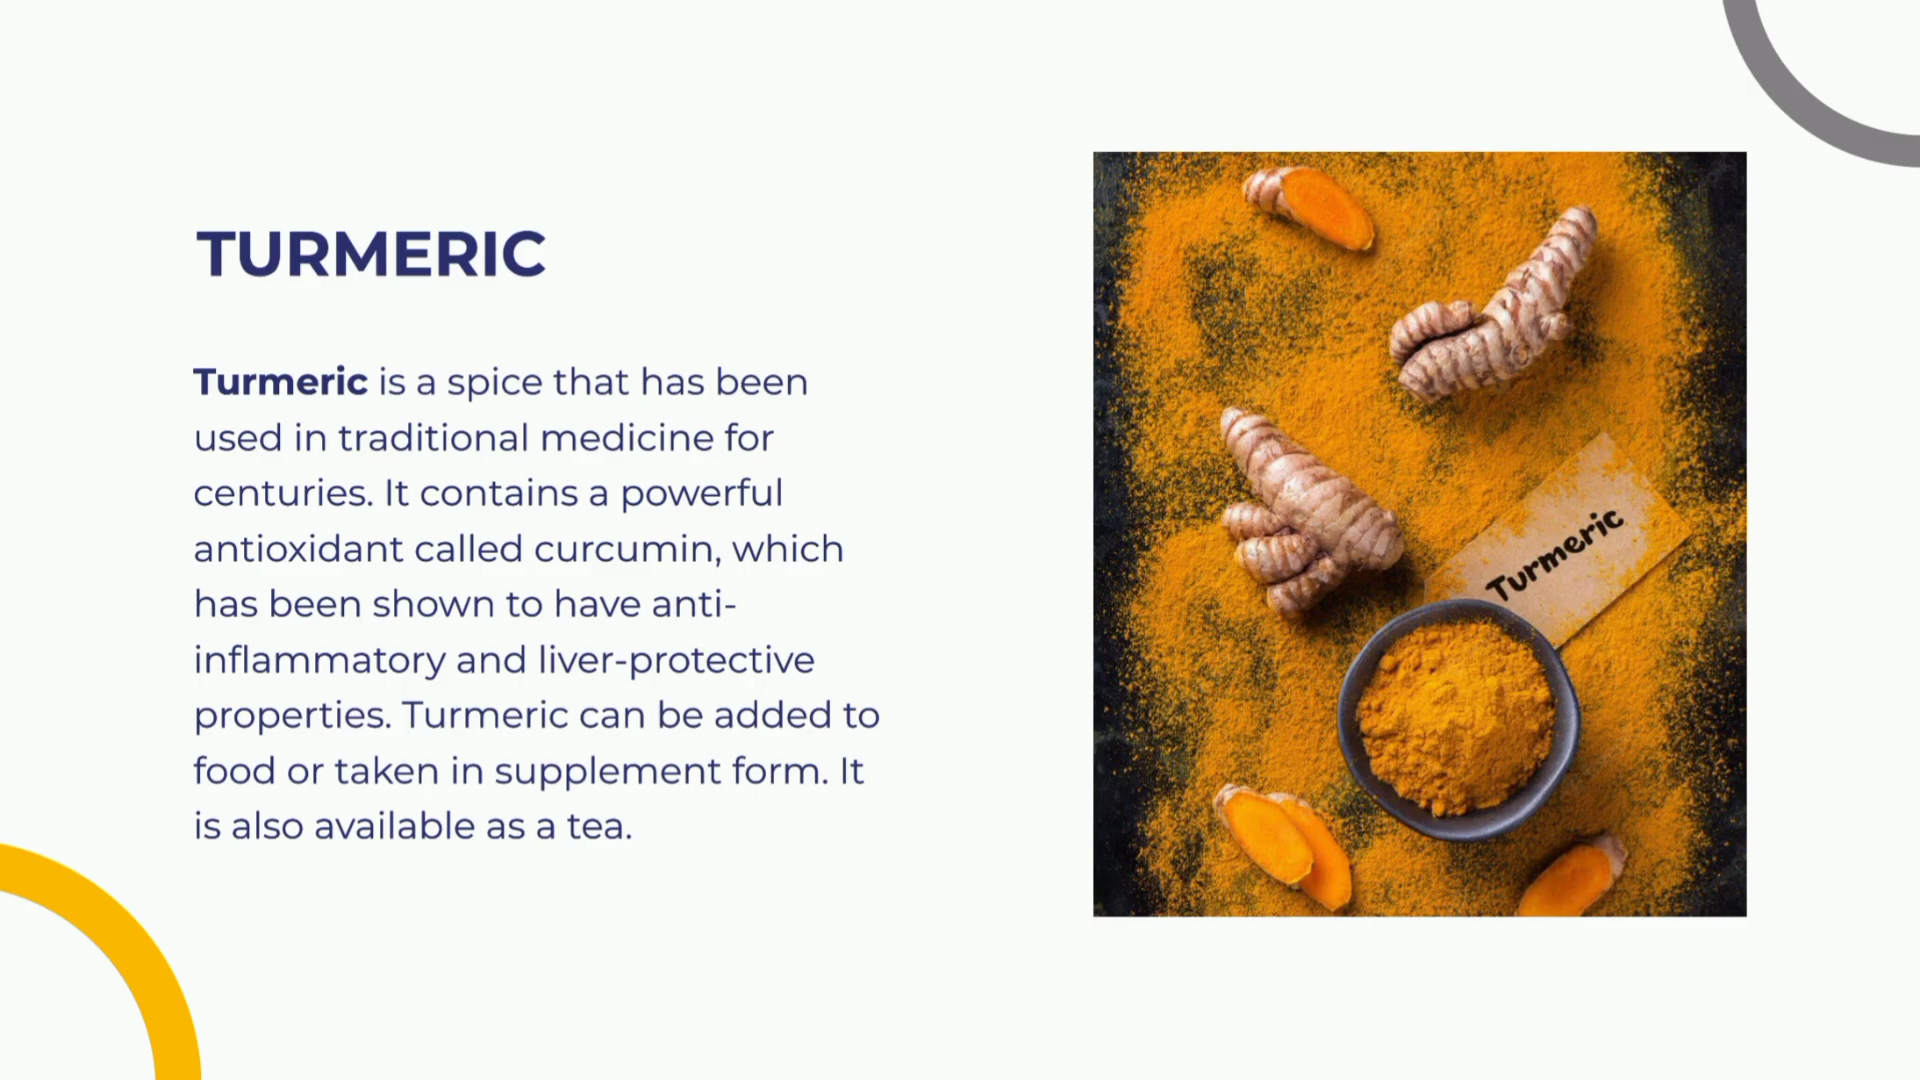 TURMERIC
Turmeric is a spice that has been
used in traditional medicine for
centuries. It contains a powerful
antioxidant called curcumin, which
has been shown to have anti-
inflammatory and liver-protective
properties. Turmeric can be added to
food or taken in supplement form. It
is also available as a tea.
Turmeric